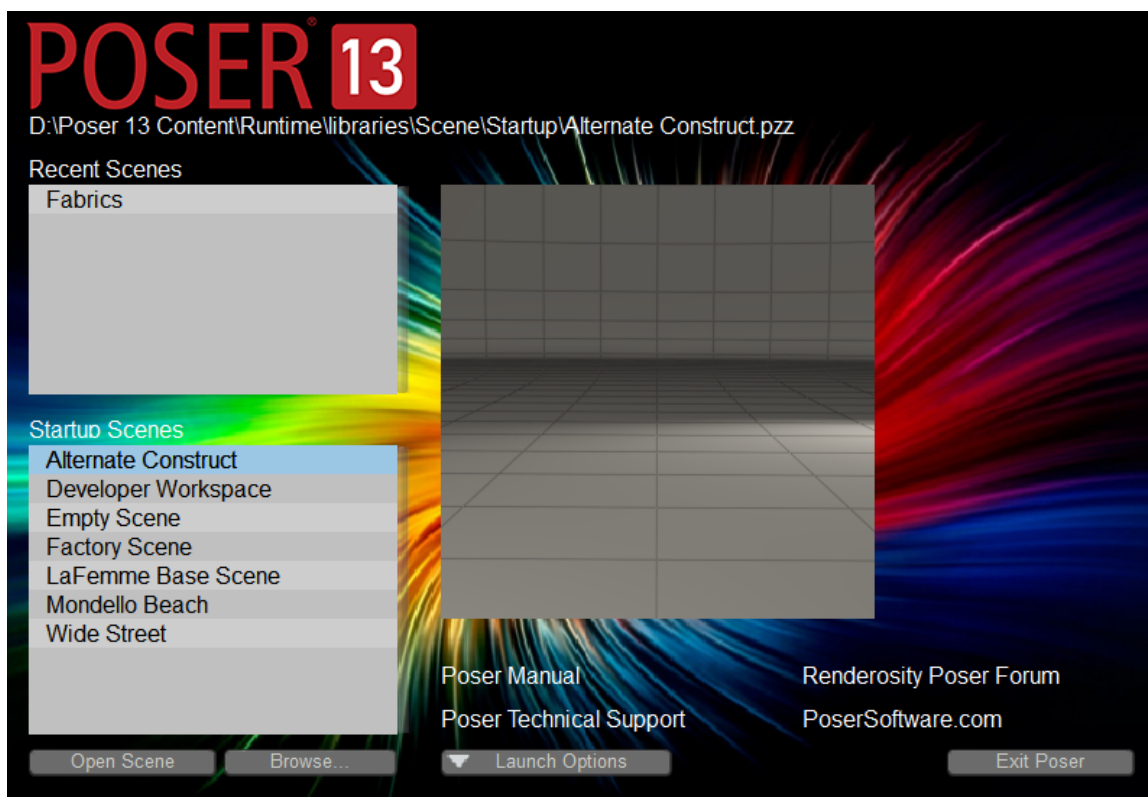 POSER® 13
D:\Poser 13 Content\Runtime\libraries\Scene\Startup\Alternate Construct.pzz
Recent Scenes
Fabrics
Startup Scenes
Alternate Construct
Developer Workspace
Empty Scene
Factory Scene
LaFemme Base Scene
Mondello Beach
Wide Street
Poser Manual
Renderosity Poser Forum
Poser Technical Support
PoserSoftware.com
Open Scene
Browse...
Launch Options
Exit Poser